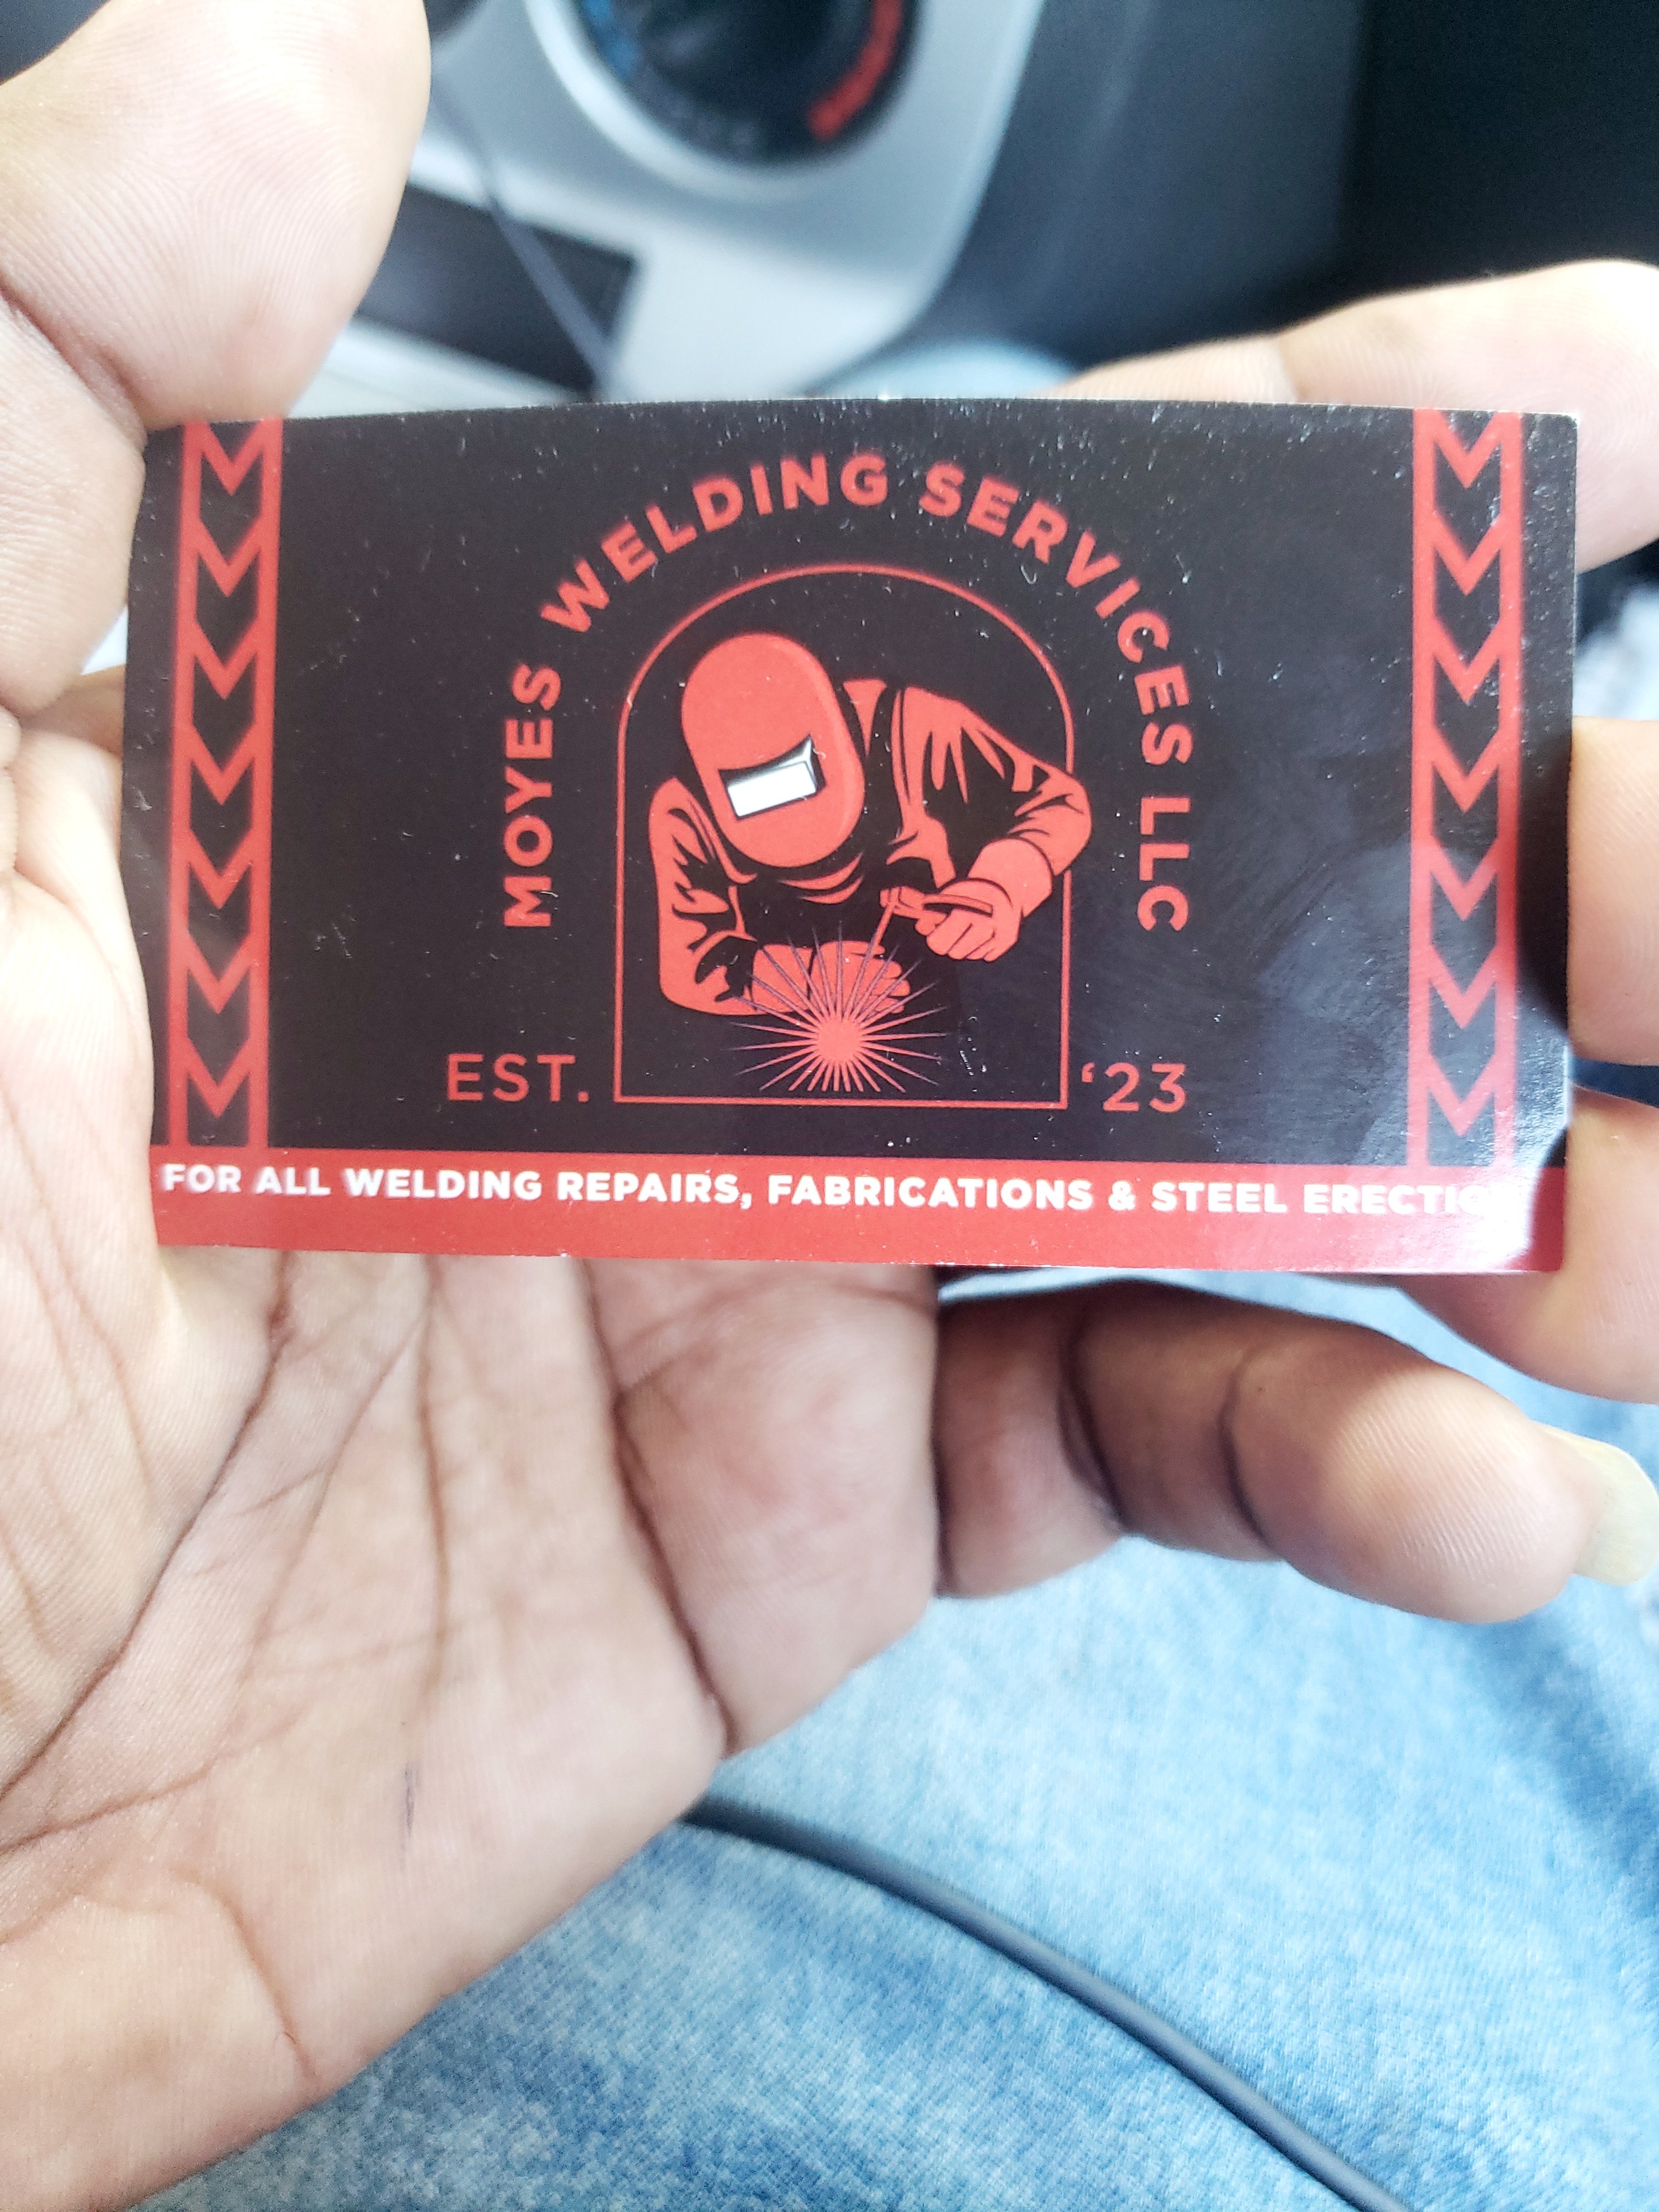 MOYES WELDING SERVICES LLC
EST. '23
FOR ALL WELDING REPAIRS, FABRICATIONS & STEEL